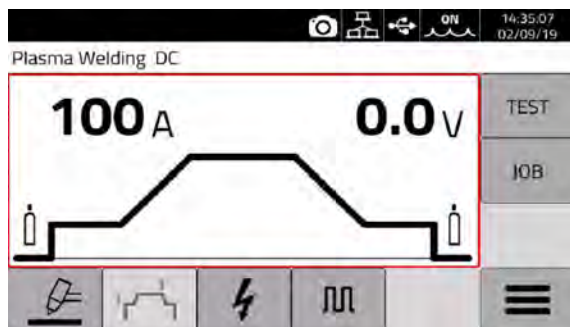 ON
14:35:07
02/09/19
Plasma Welding DC
100 A
0.0 V
TEST
JOB